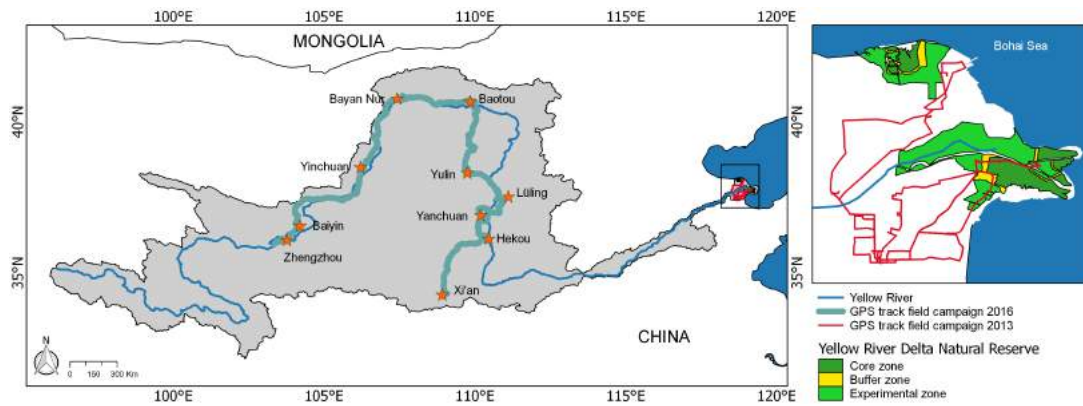 100°E 105°E 110°E 115°E 120°E
MONGOLIA
Bohai Sea
Bayan Nur
Baotou
40°N
40°N
Yinchuan
Yulin
Lüling
Yanchuan
Baiyin
Hekou
Zhengzhou
35°N
35°N
Xi'an
CHINA
N
0 150 300 Km
100°E 105°E 110°E 115°E 120°E
Yellow River
GPS track field campaign 2016
GPS track field campaign 2013
Yellow River Delta Natural Reserve
Core zone
Buffer zone
Experimental zone